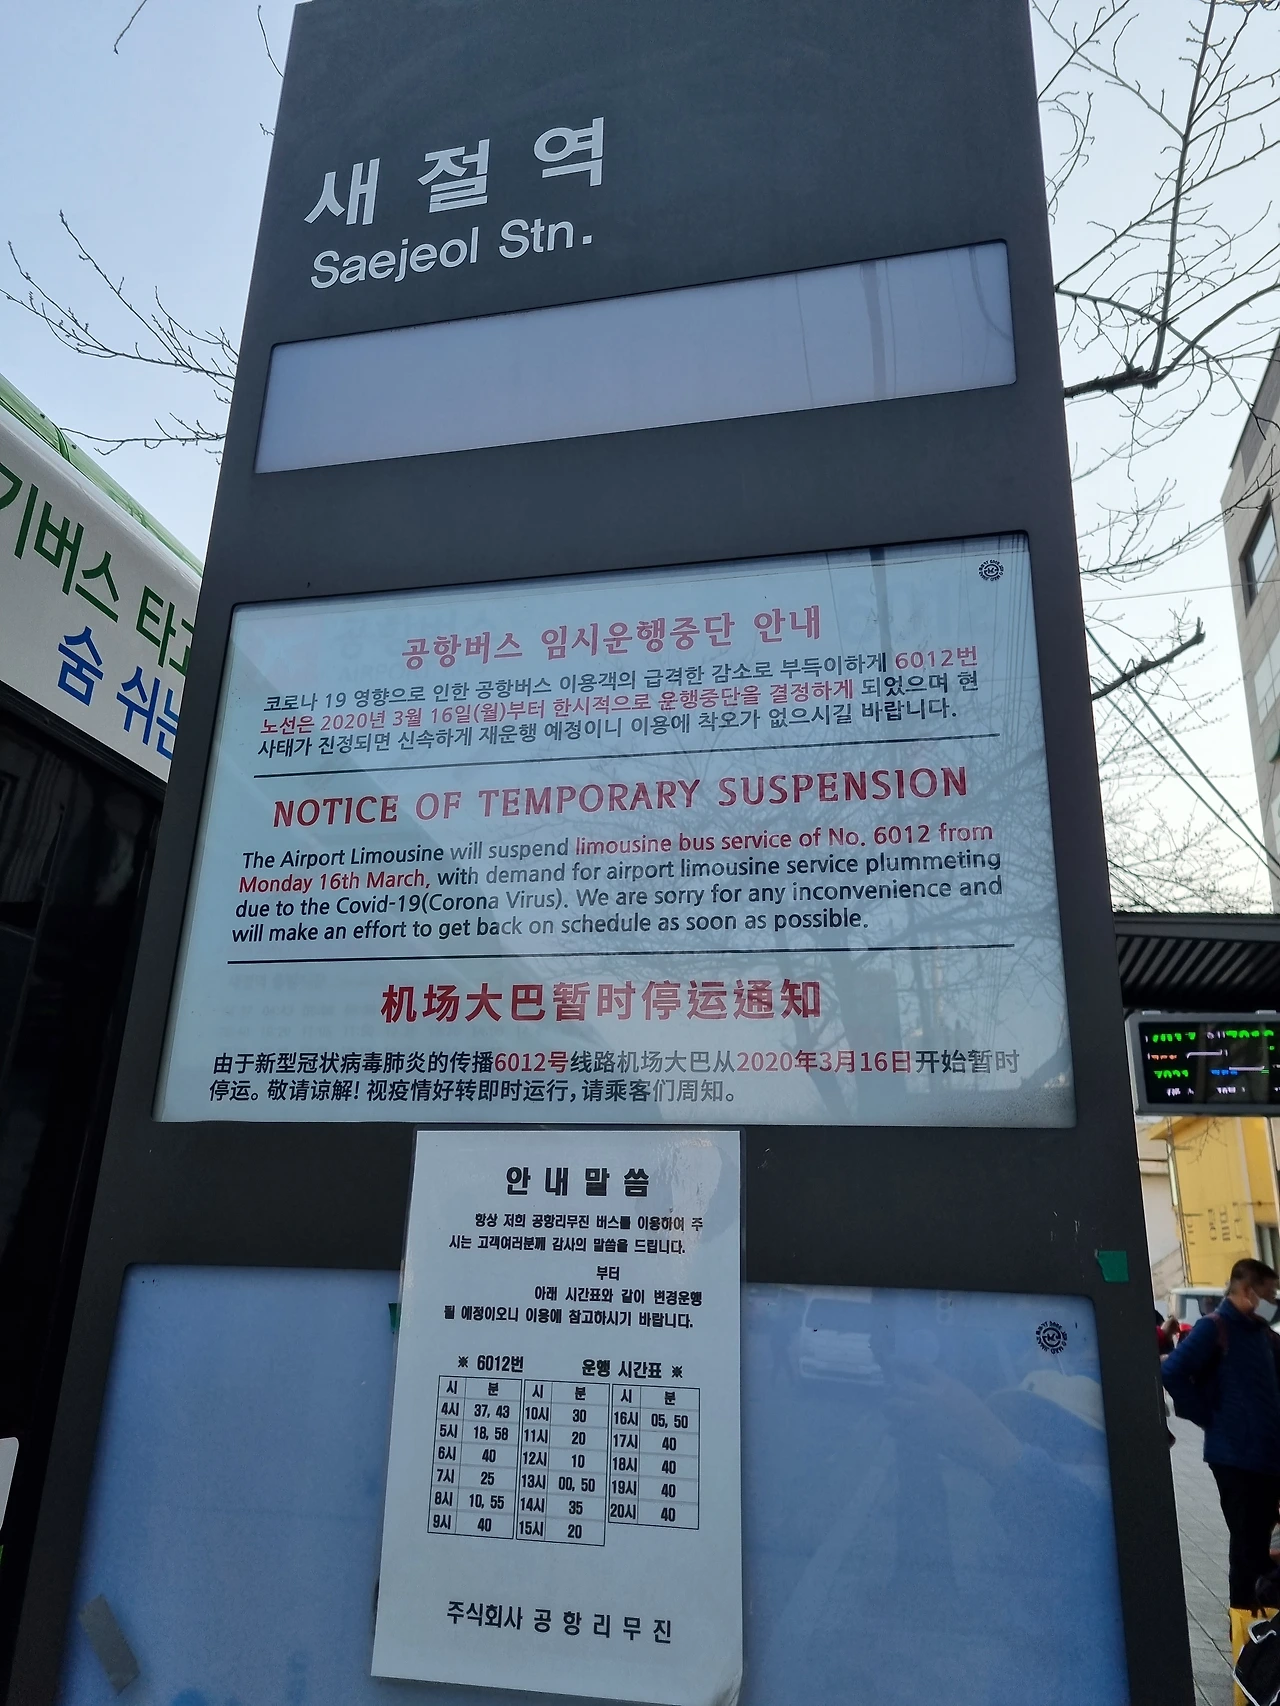 새절역
Saejeol Stn.
기버스 타고
숨 쉬는
공항버스 임시운행중단 안내
코로나 19 영향으로 인한 공항버스 이용객의 급격한 감소로 부득이하게 6012번
노선은 2020년 3월 16일(월)부터 한시적으로 운행중단을 결정하게 되었으며 현
사태가 진정되면 신속하게 재운행 예정이니 이용에 착오가 없으시길 바랍니다.
NOTICE OF TEMPORARY SUSPENSION
The Airport Limousine will suspend limousine bus service of No. 6012 from
Monday 16th March, with demand for airport limousine service plummeting
due to the Covid-19(Corona Virus). We are sorry for any inconvenience and
will make an effort to get back on schedule as soon as possible.
机场大巴暂时停运通知
由于新型冠状病毒肺炎的传播6012号线路机场大巴从2020年3月16日开始暂时
停运。敬请谅解! 视疫情好转即时运行，请乘客们周知。
안 내 말 씀
항상 저희 공항리무진 버스를 이용하여 주
시는 고객여러분께 감사의 말씀을 드립니다.
부터
아래 시간표와 같이 변경운행
될 예정이오니 이용에 참고하시기 바랍니다.
※ 6012번 운행 시간표 ※
시 분 시 분 시 분
4시 37, 43 10시 30 16시 05, 50
5시 18, 58 11시 20 17시 40
6시 40 12시 10 18시 40
7시 25 13시 00, 50 19시 40
8시 10, 55 14시 35 20시 40
9시 40 15시 20
주식회사 공 항 리 무 진